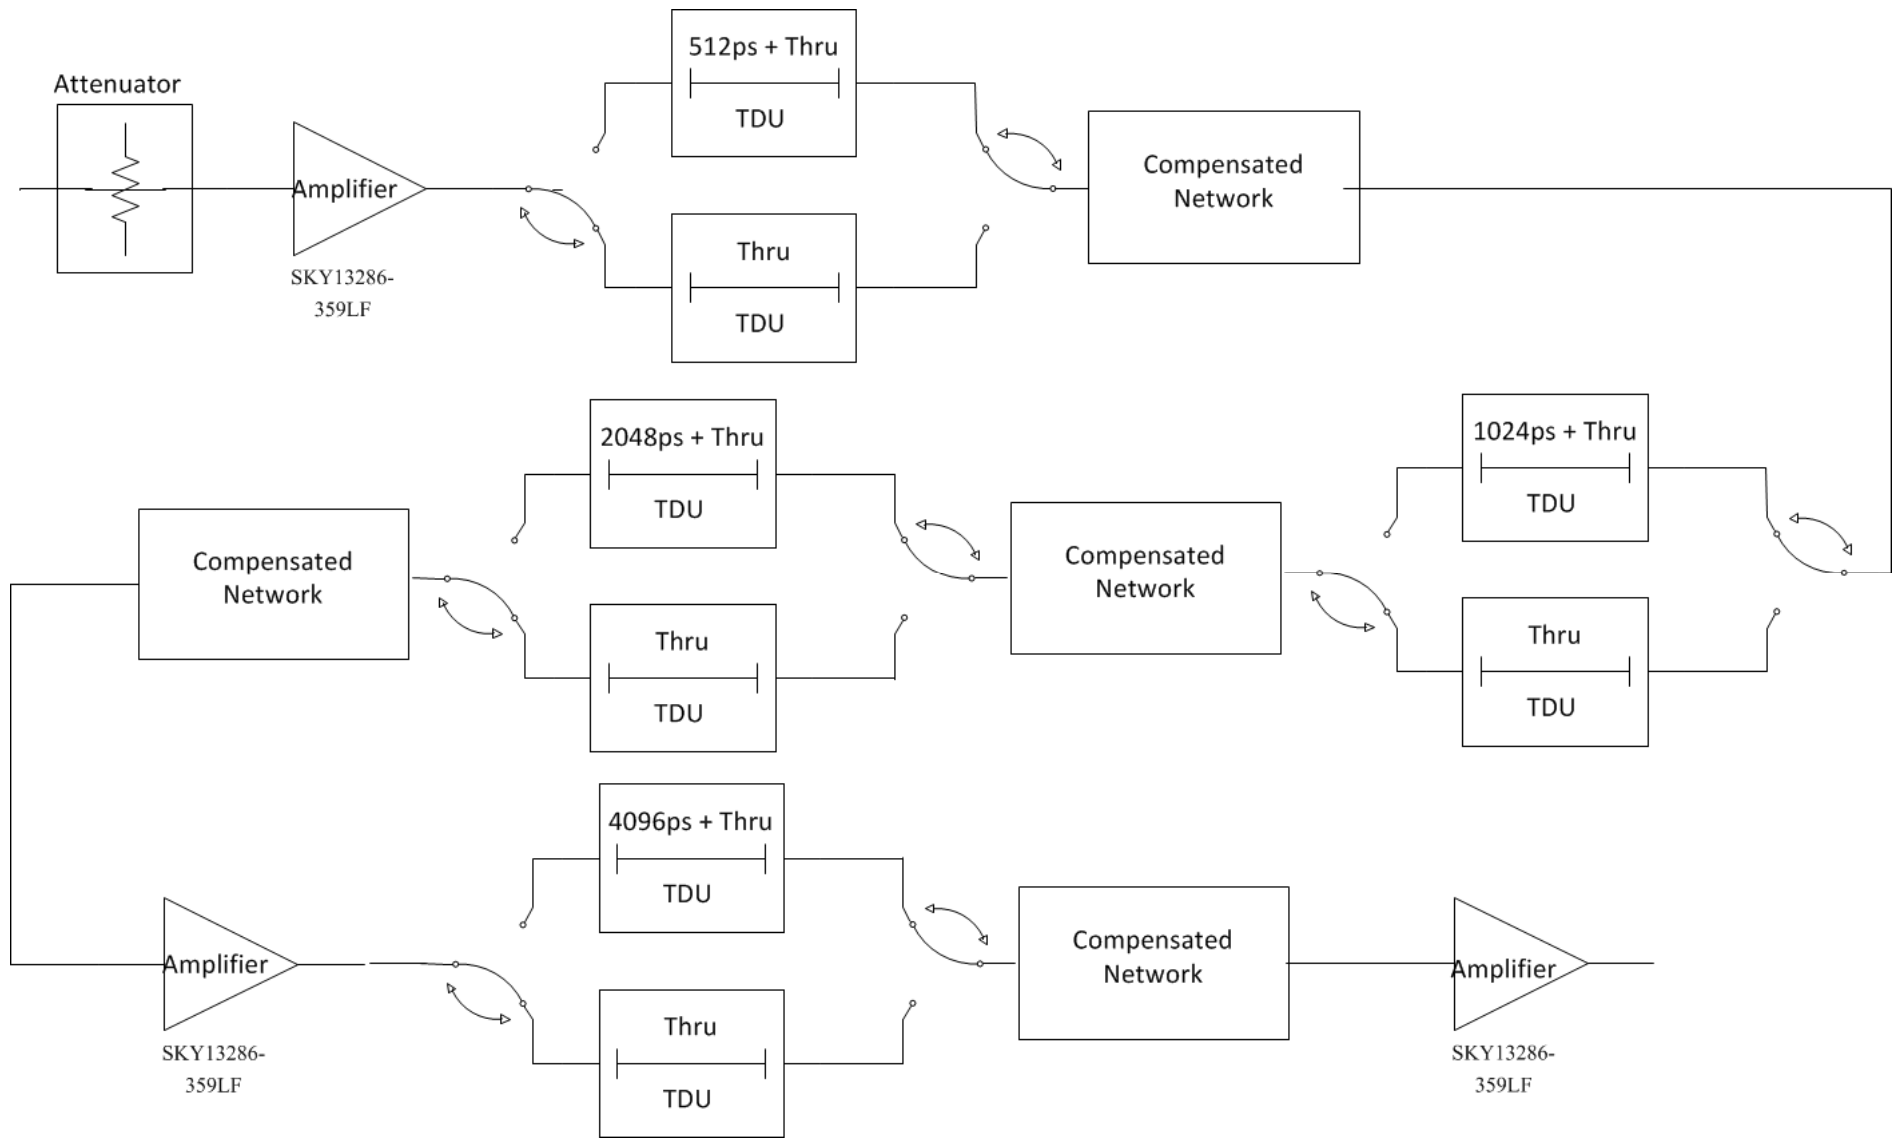 Attenuator
Amplifier
SKY13286-
359LF
512ps + Thru
TDU
Thru
TDU
Compensated
Network
1024ps + Thru
TDU
Thru
TDU
Compensated
Network
2048ps + Thru
TDU
Thru
TDU
Compensated
Network
Amplifier
SKY13286-
359LF
4096ps + Thru
TDU
Thru
TDU
Compensated
Network
Amplifier
SKY13286-
359LF